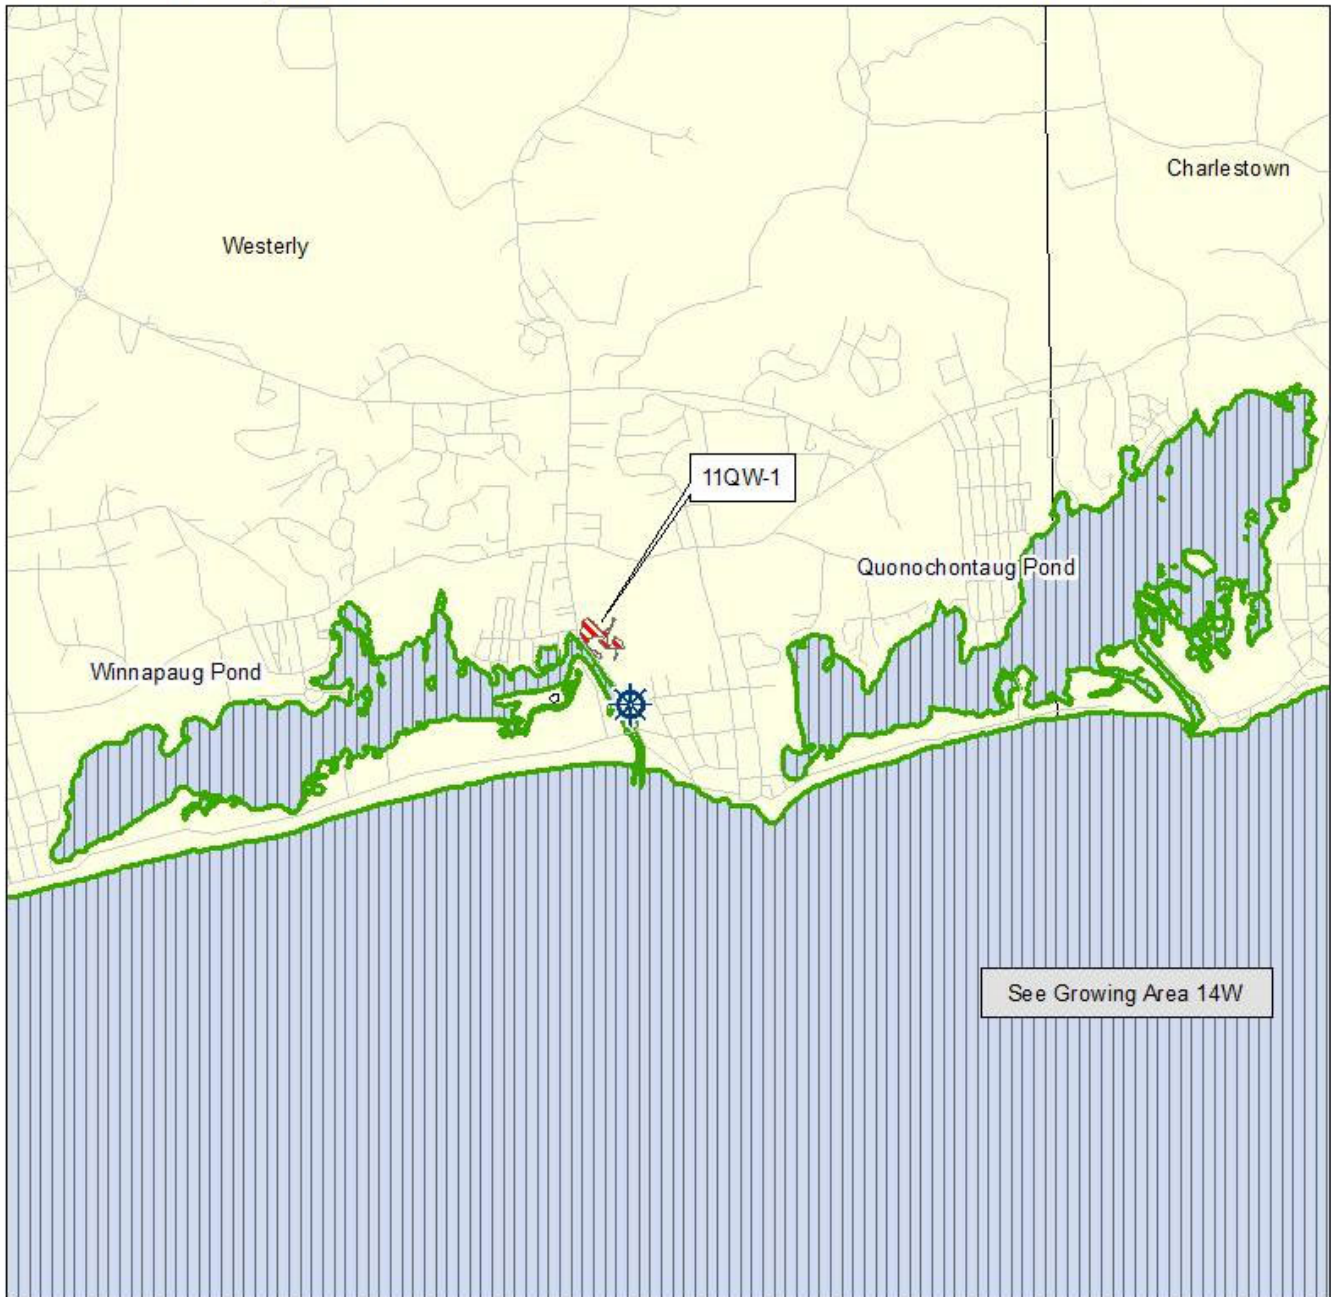 Charlestown
Westerly
11QW-1
Quonochontaug Pond
Winnapaug Pond
See Growing Area 14W